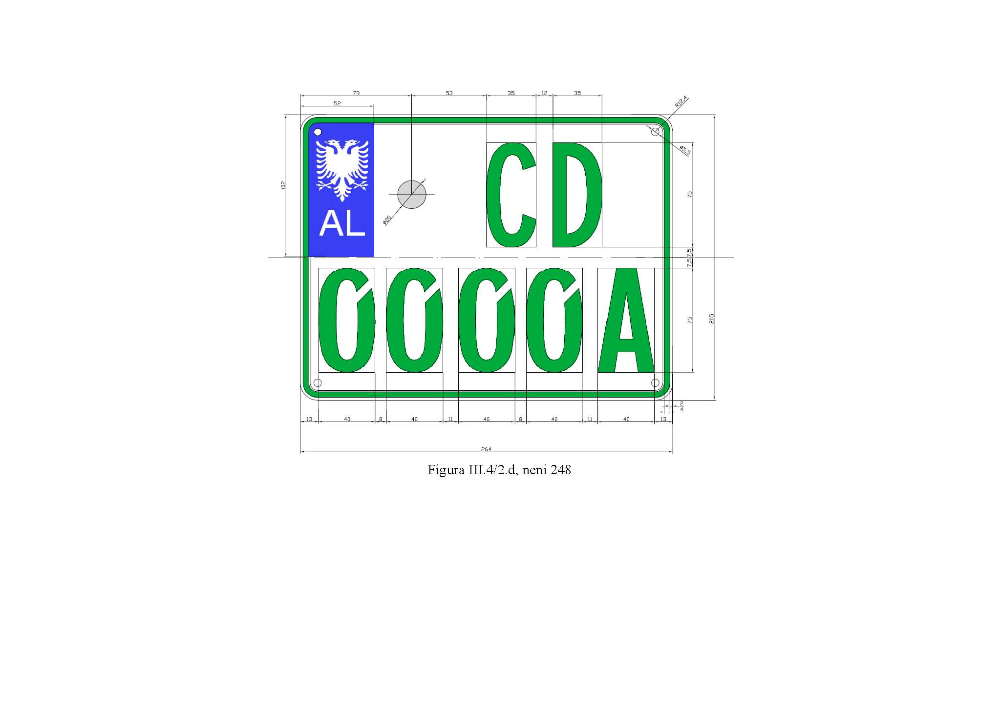 79 53 35 12 35
52
R12,4
ø5,5
102
AL
CD
ø20
75
7,5
7,5
0000A
75
205
2
4
13 40 8 40 11 40 8 40 11 40 13
264
Figura III.4/2.d, neni 248